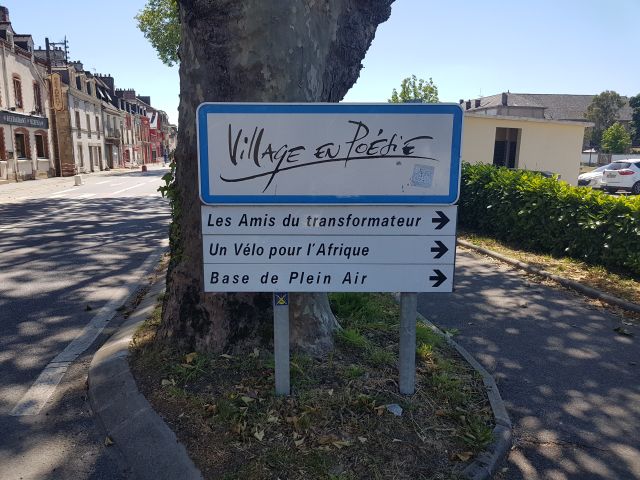 Village en Poésie
Les Amis du transformateur
Un Vélo pour l'Afrique
Base de Plein Air